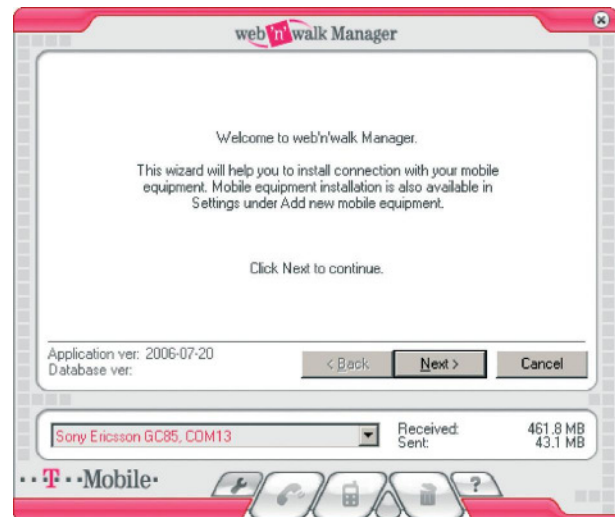 web'n'walk Manager
Welcome to web'n'walk Manager.
This wizard will help you to install connection with your mobile
equipment. Mobile equipment installation is also available in
Settings under Add new mobile equipment.
Click Next to continue.
Application ver: 2006-07-20
Database ver:
< Back
Next >
Cancel
Sony Ericsson GC85, COM13
Received: 461.8 MB
Sent: 43.1 MB
··T··Mobile·
?